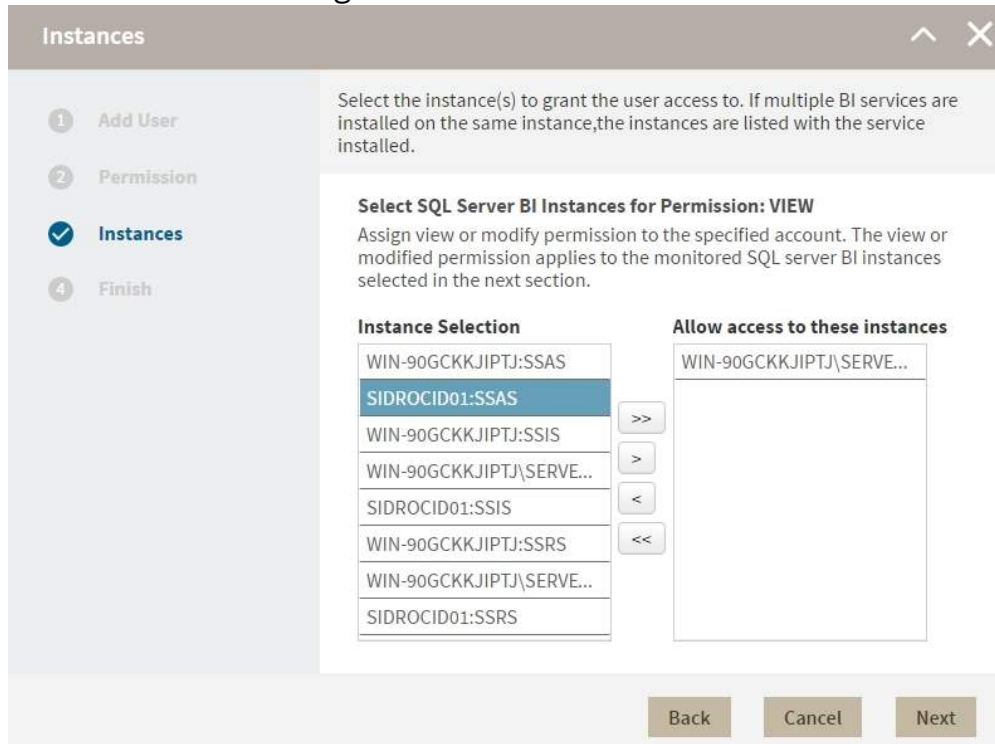 Instances
Select the instance(s) to grant the user access to. If multiple BI services are
installed on the same instance,the instances are listed with the service
installed.
1 Add User
2 Permission
Instances
4 Finish
Select SQL Server BI Instances for Permission: VIEW
Assign view or modify permission to the specified account. The view or
modified permission applies to the monitored SQL server BI instances
selected in the next section.
Instance Selection
WIN-90GCKKJIPTJ:SSAS
SIDROCID01:SSAS
WIN-90GCKKJIPTJ:SSIS
WIN-90GCKKJIPTJ\SERVE...
SIDROCID01:SSIS
WIN-90GCKKJIPTJ:SSRS
WIN-90GCKKJIPTJ\SERVE...
SIDROCID01:SSRS
>>
>
<
<<
Allow access to these instances
WIN-90GCKKJIPTJ\SERVE...
Back Cancel Next